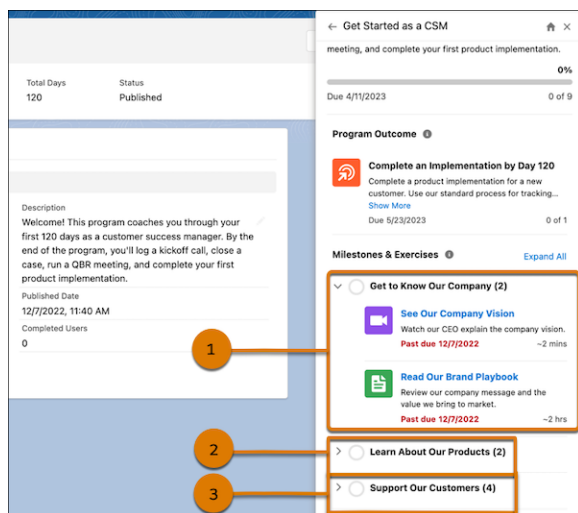 Total Days
Status
120
Published
Description
Welcome! This program coaches you through your
first 120 days as a customer success manager. By the
end of the program, you'll log a kickoff call, close a
case, run a QBR meeting, and complete your first
product implementation.
Published Date
12/7/2022, 11:40 AM
Completed Users
0
Get Started as a CSM
meeting, and complete your first product implementation.
0%
Due 4/11/2023
0 of 9
Program Outcome
Complete an Implementation by Day 120
Complete a product implementation for a new
customer. Use our standard process for tracking...
Show More
Due 5/23/2023
0 of 1
Milestones & Exercises
Expand All
1
Get to Know Our Company (2)
See Our Company Vision
Watch our CEO explain the company vision.
Past due 12/7/2022
~2 mins
Read Our Brand Playbook
Review our company message and the
value we bring to market.
Past due 12/7/2022
~2 hrs
2
Learn About Our Products (2)
3
Support Our Customers (4)